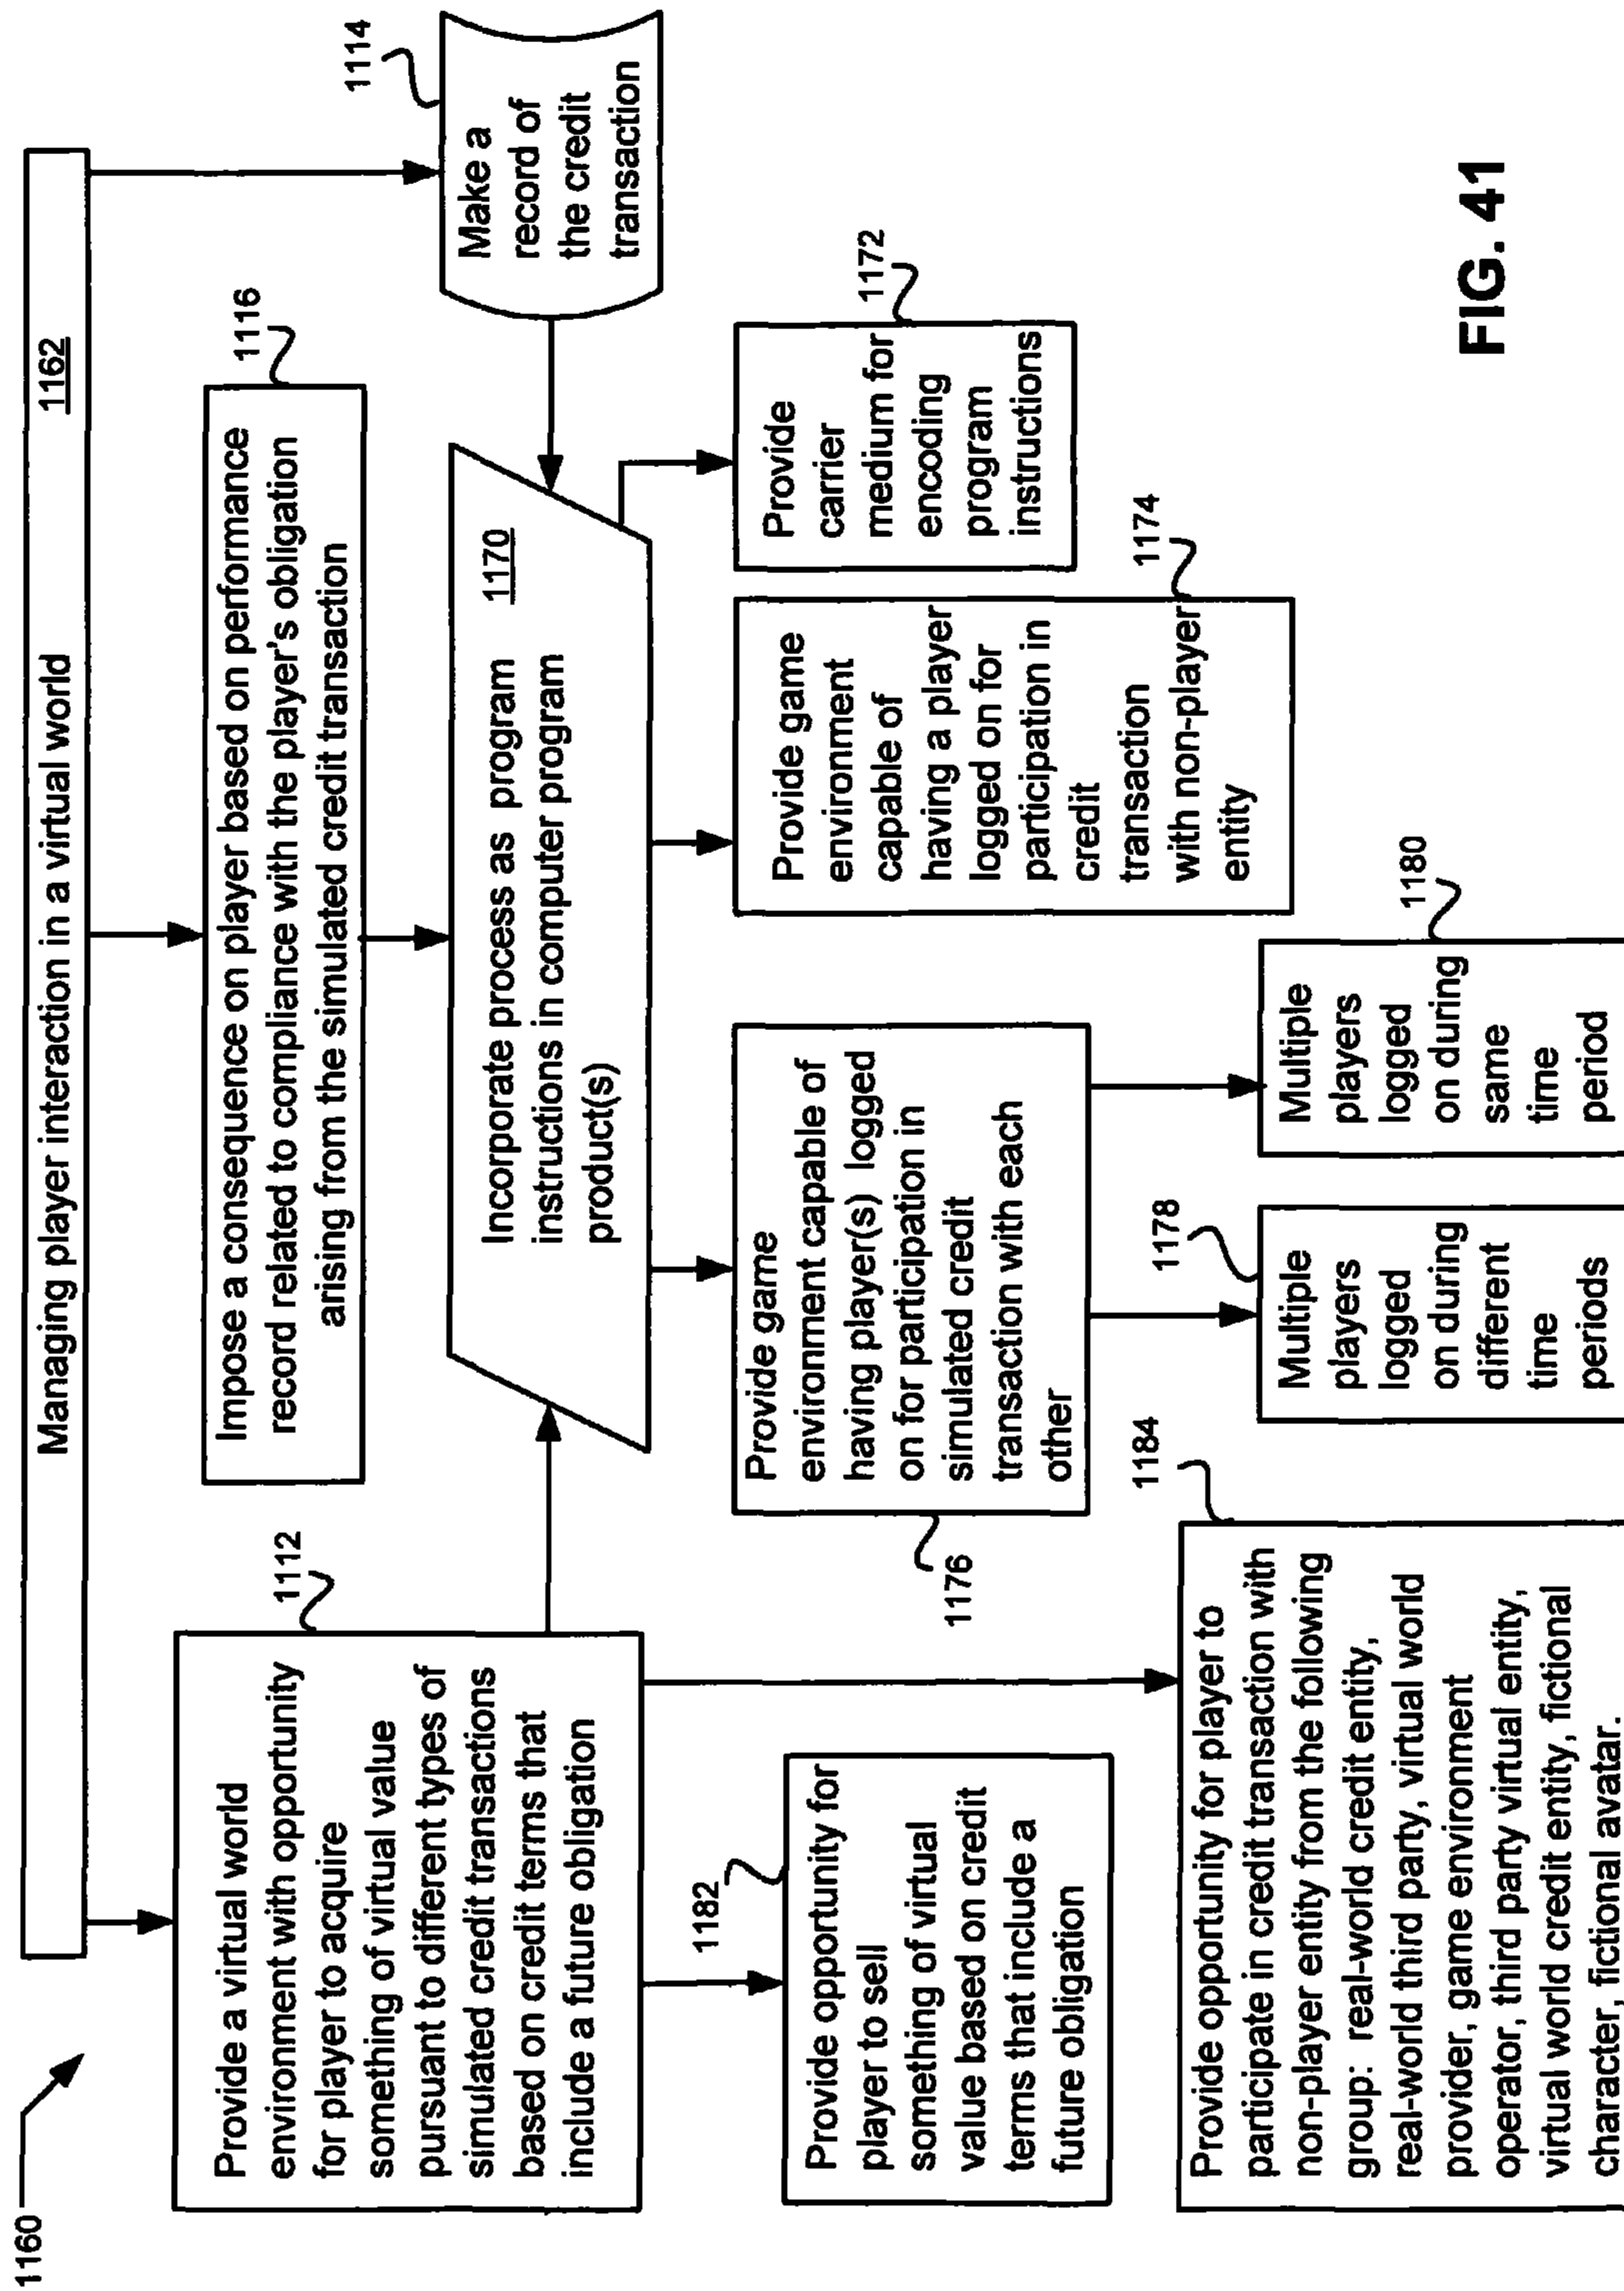 1160
Managing player interaction in a virtual world
1162
1112
Provide a virtual world
environment with opportunity
for player to acquire
something of virtual value
pursuant to different types of
simulated credit transactions
based on credit terms that
include a future obligation
1116
Impose a consequence on player based on performance
record related to compliance with the player's obligation
arising from the simulated credit transaction
1114
Make a
record of
the credit
transaction
1170
Incorporate process as program
instructions in computer program
product(s)
1182
Provide opportunity for
player to sell
something of virtual
value based on credit
terms that include a
future obligation
1176
Provide game
environment capable of
having player(s) logged
on for participation in
simulated credit
transaction with each
other
1174
Provide game
environment
capable of
having a player
logged on for
participation in
credit
transaction
with non-player
entity
1172
Provide
carrier
medium for
encoding
program
instructions
1184
Provide opportunity for player to
participate in credit transaction with
non-player entity from the following
group: real-world credit entity,
real-world third party, virtual world
provider, game environment
operator, third party virtual entity,
virtual world credit entity, fictional
character, fictional avatar.
1178
Multiple
players
logged
on during
different
time
periods
1180
Multiple
players
logged
on during
same
time
period
FIG. 41